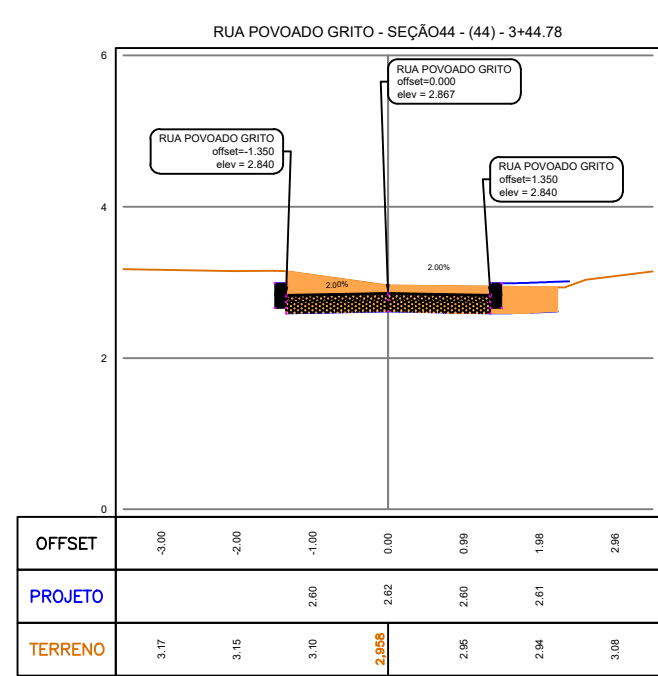 RUA POVOADO GRITO - SEÇÃO44 - (44) - 3+44.78
6
RUA POVOADO GRITO
offset=0.000
elev = 2.867
RUA POVOADO GRITO
offset=-1.350
elev = 2.840
RUA POVOADO GRITO
offset=1.350
elev = 2.840
4
2.00%
2.00%
2
0
OFFSET -3.00 -2.00 -1.00 0.00 0.99 1.98 2.96
PROJETO 2.60 2.62 2.60 2.61
TERRENO 3.17 3.15 3.10 2,958 2.95 2.94 3.08